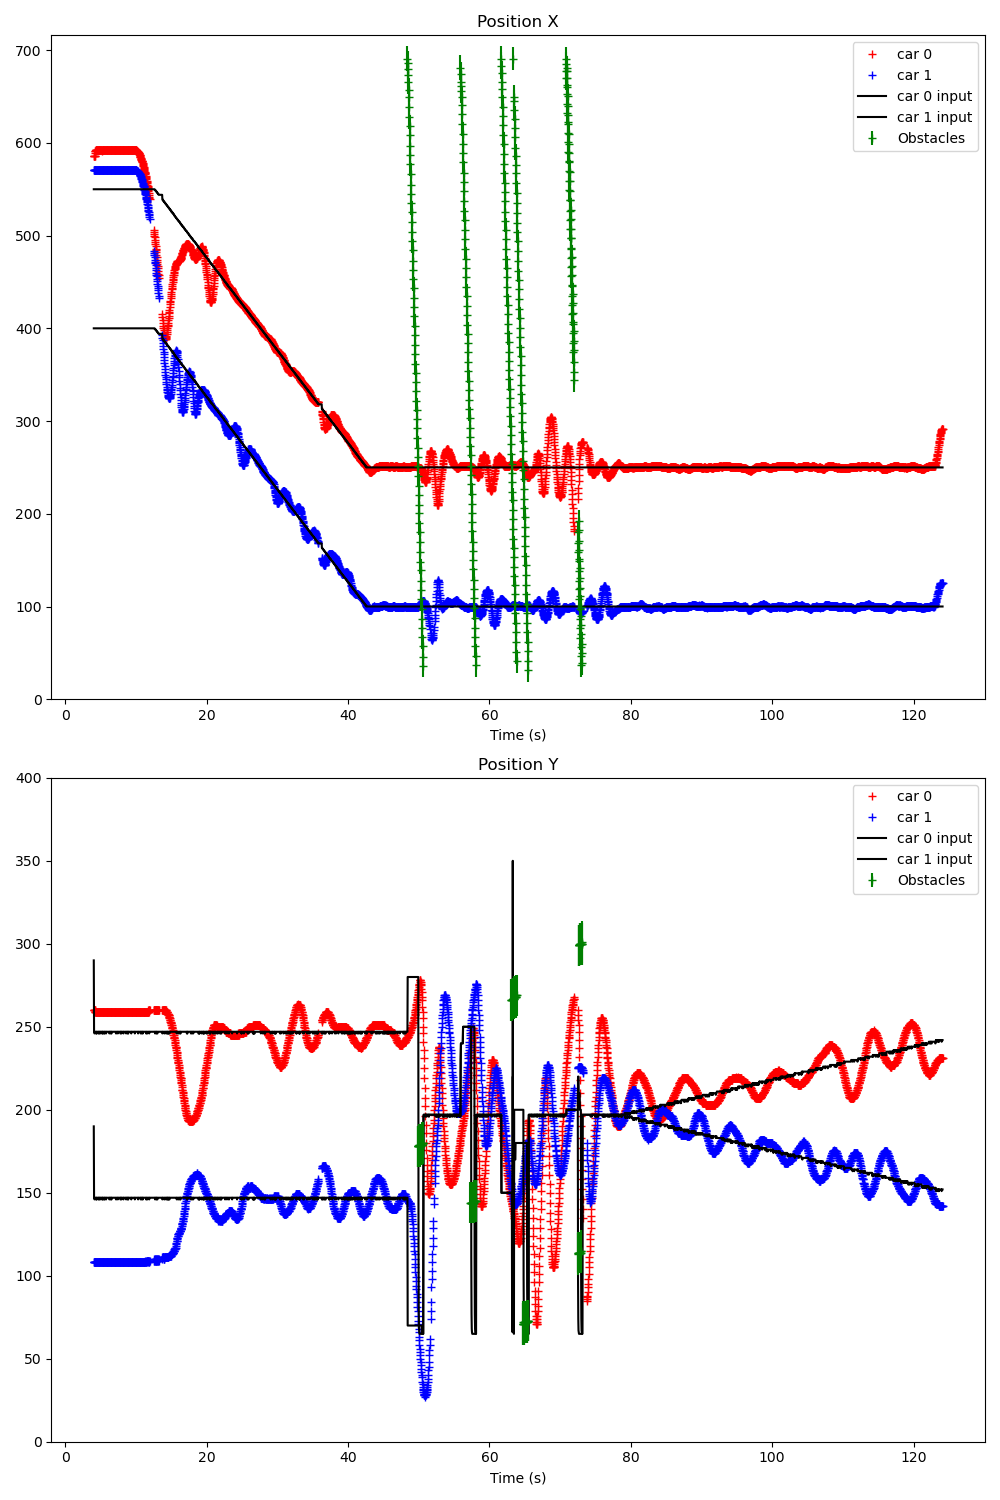 Position X
700
600
500
400
300
200
100
0
car 0
car 1
car 0 input
car 1 input
Obstacles
0 20 40 60 80 100 120
Time (s)
Position Y
400
350
300
250
200
150
100
50
0
car 0
car 1
car 0 input
car 1 input
Obstacles
0 20 40 60 80 100 120
Time (s)